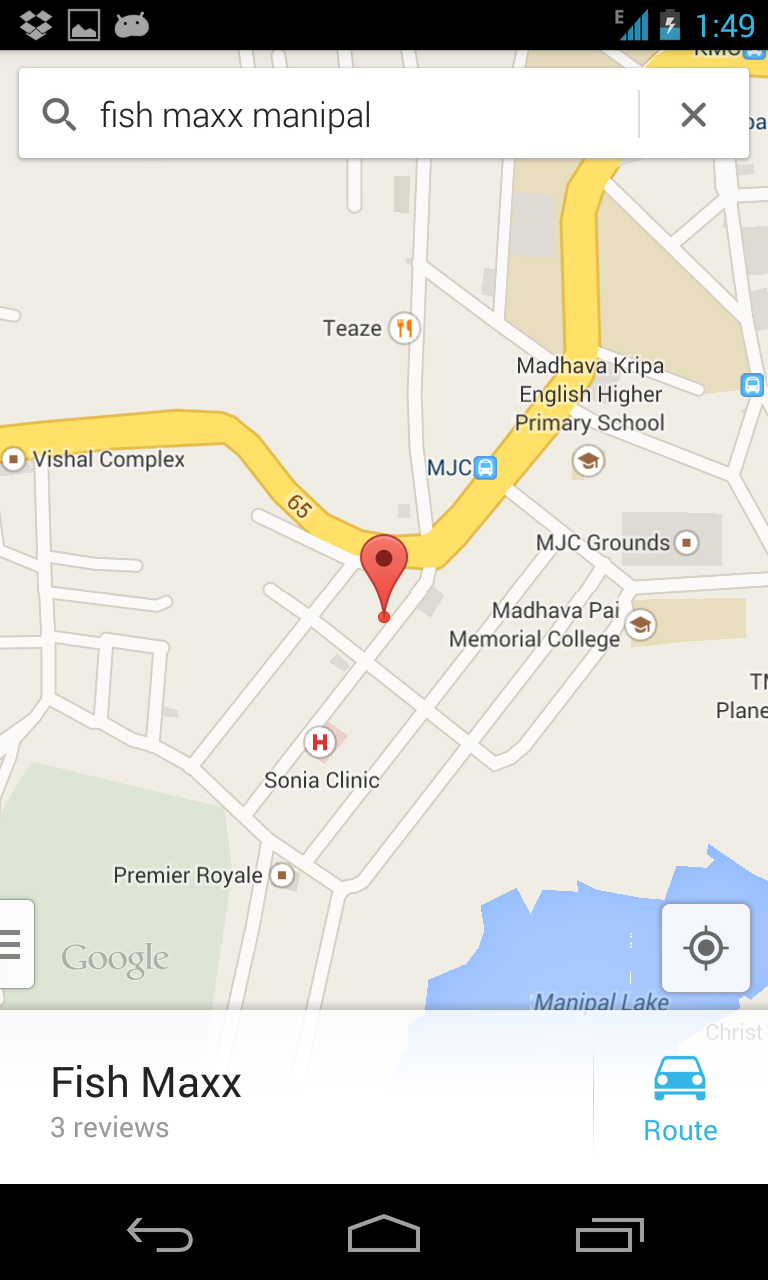 E
1:49
KMC
fish maxx manipal
Teaze
Madhava Kripa
English Higher
Primary School
Vishal Complex
MJC
65
MJC Grounds
Madhava Pai
Memorial College
Plane
Sonia Clinic
Premier Royale
Google
Manipal Lake
Christ
Fish Maxx
3 reviews
Route